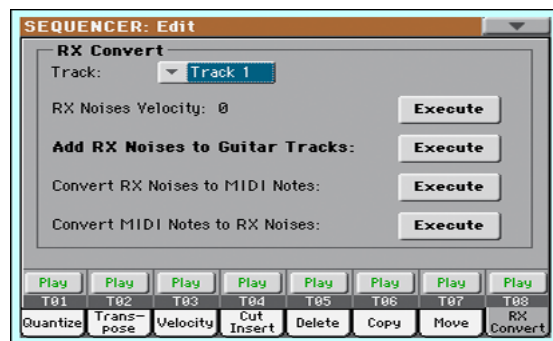 SEQUENCER: Edit
RX Convert
Track: Track 1
RX Noises Velocity: 0 Execute
Add RX Noises to Guitar Tracks: Execute
Convert RX Noises to MIDI Notes: Execute
Convert MIDI Notes to RX Noises: Execute
Play Play Play Play Play Play Play Play
T01 T02 T03 T04 T05 T06 T07 T08
Quantize Trans-pose Velocity Cut Insert Delete Copy Move RX Convert